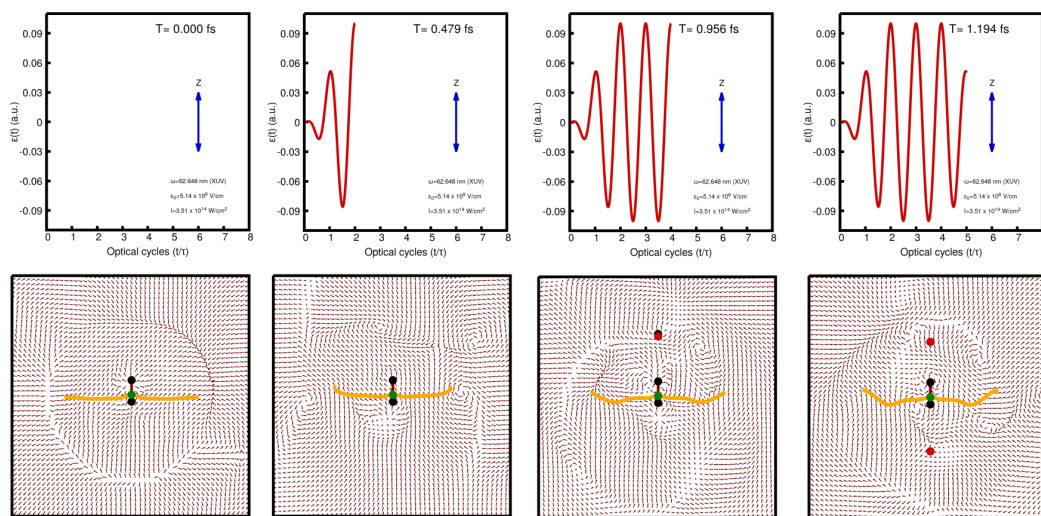 T= 0.000 fs
0.09
0.06
0.03
0
-0.03
-0.06
-0.09
ε(t) (a.u.)
Z
ω=62.648 nm (XUV)
ε₀=5.14 x 10⁸ V/cm
I=3.51 x 10¹⁴ W/cm²
0 1 2 3 4 5 6 7 8
Optical cycles (t/τ)
T= 0.479 fs
0.09
0.06
0.03
0
-0.03
-0.06
-0.09
ε(t) (a.u.)
Z
ω=62.648 nm (XUV)
ε₀=5.14 x 10⁸ V/cm
I=3.51 x 10¹⁴ W/cm²
0 1 2 3 4 5 6 7 8
Optical cycles (t/τ)
T= 0.956 fs
0.09
0.06
0.03
0
-0.03
-0.06
-0.09
ε(t) (a.u.)
Z
ω=62.648 nm (XUV)
ε₀=5.14 x 10⁸ V/cm
I=3.51 x 10¹⁴ W/cm²
0 1 2 3 4 5 6 7 8
Optical cycles (t/τ)
T= 1.194 fs
0.09
0.06
0.03
0
-0.03
-0.06
-0.09
ε(t) (a.u.)
Z
ω=62.648 nm (XUV)
ε₀=5.14 x 10⁸ V/cm
I=3.51 x 10¹⁴ W/cm²
0 1 2 3 4 5 6 7
Optical cycles (t/τ)